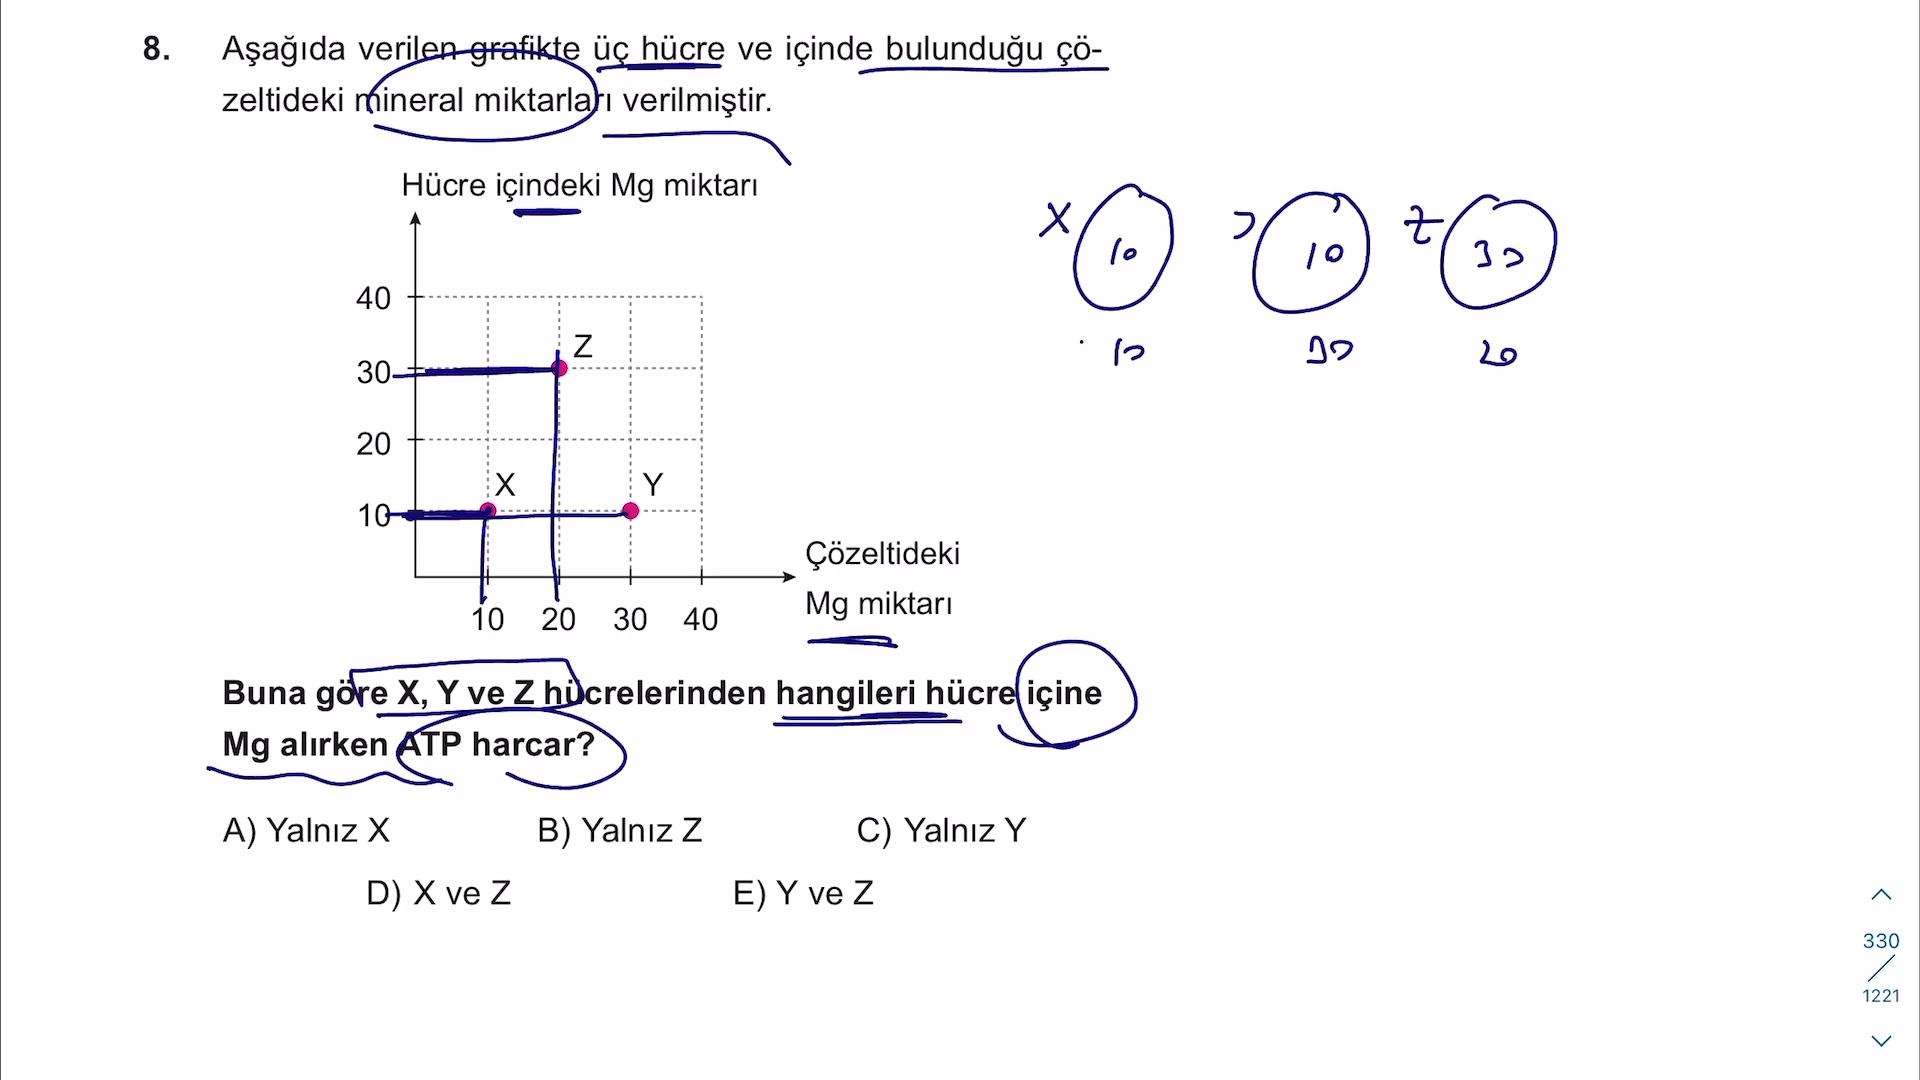 8. Aşağıda verilen grafikte üç hücre ve içinde bulunduğu çö-
zeltideki mineral miktarları verilmiştir.
Hücre içindeki Mg miktarı
40
30
20
10
Z
X
Y
10 20 30 40
Çözeltideki
Mg miktarı
X 10 10 Z 30
10 30 20
Buna göre X, Y ve Z hücrelerinden hangileri hücre içine
Mg alırken ATP harcar?
A) Yalnız X B) Yalnız Z C) Yalnız Y
D) X ve Z E) Y ve Z
330
1221